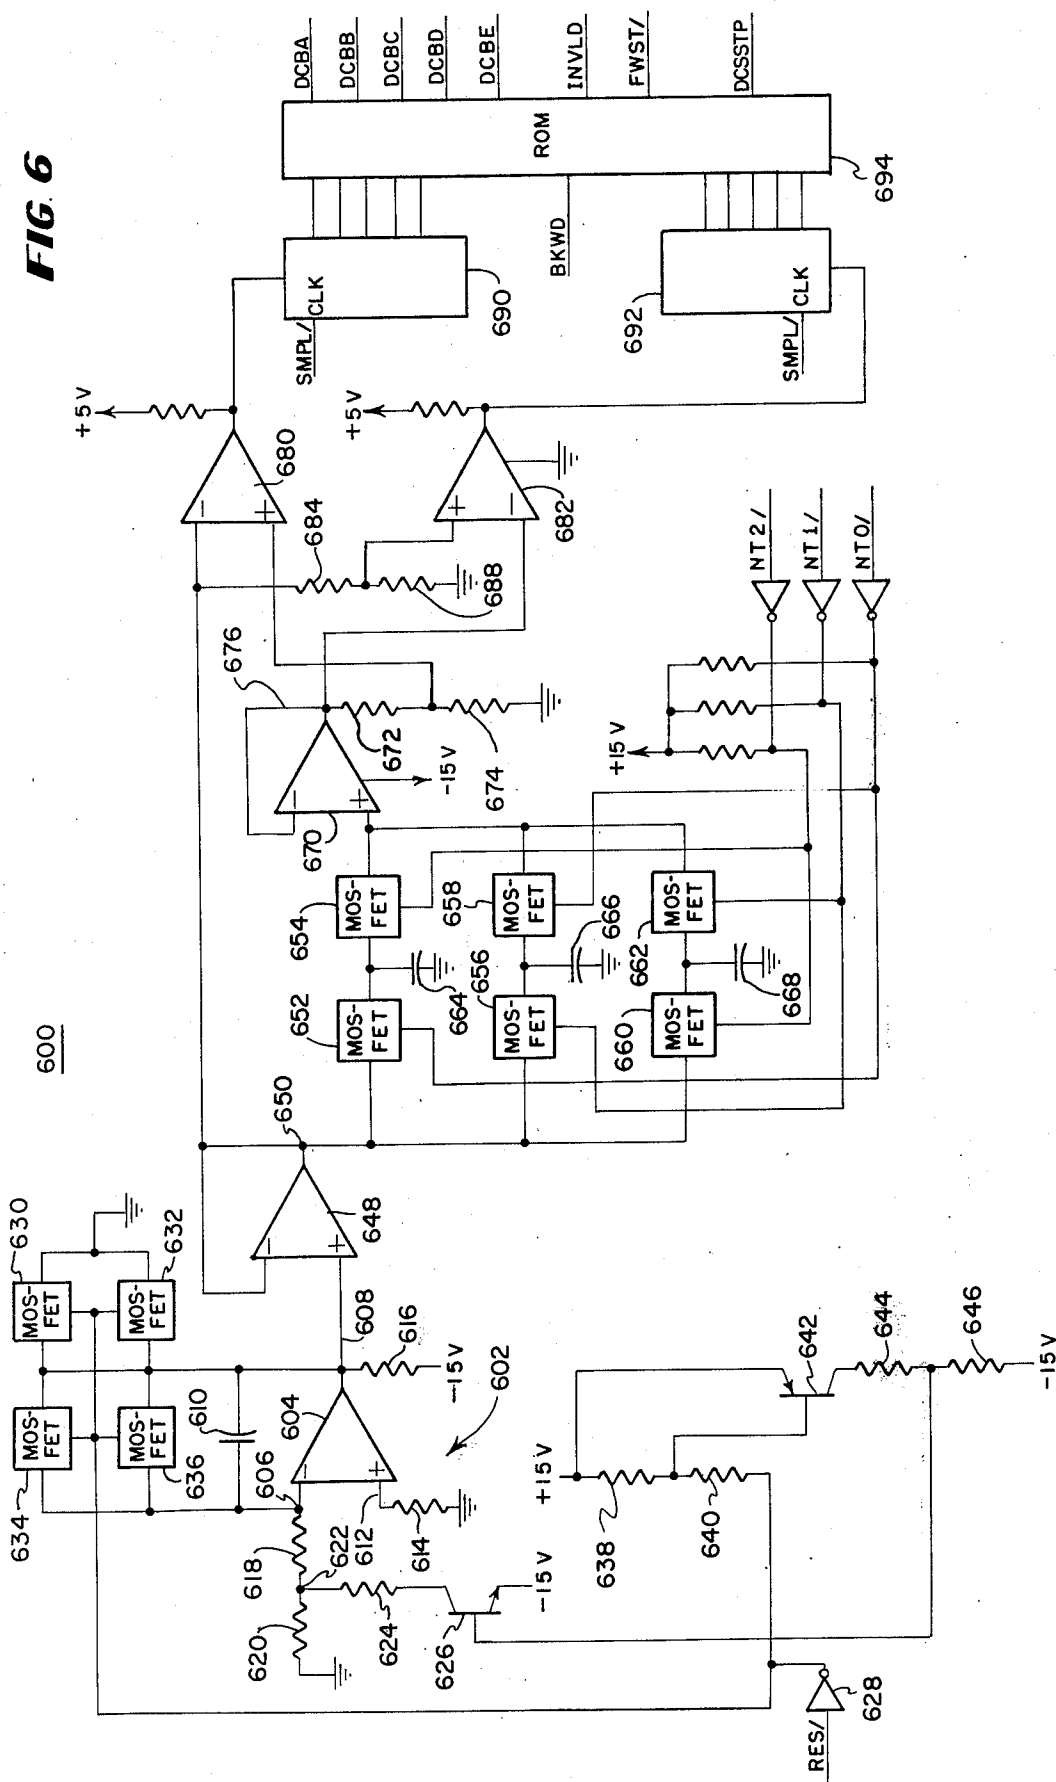 FIG. 6
600
630
MOS-
FET
632
MOS-
FET
634
MOS-
FET
636
MOS-
FET
610
604
606
608
616
-15V
602
612
614
618
620
622
624
626
-15V
RES/
628
+15V
638
640
642
644
646
-15V
648
650
652
MOS-
FET
654
MOS-
FET
656
MOS-
FET
658
MOS-
FET
660
MOS-
FET
662
MOS-
FET
664
666
668
670
672
674
676
-15V
+15V
NT2/
NT1/
NT0/
680
682
684
688
+5V
+5V
SMPL/
CLK
690
692
SMPL/
CLK
BKWD
ROM
694
DCBA
DCBB
DCBC
DCBD
DCBE
INVLD
FWST/
DCSSTP